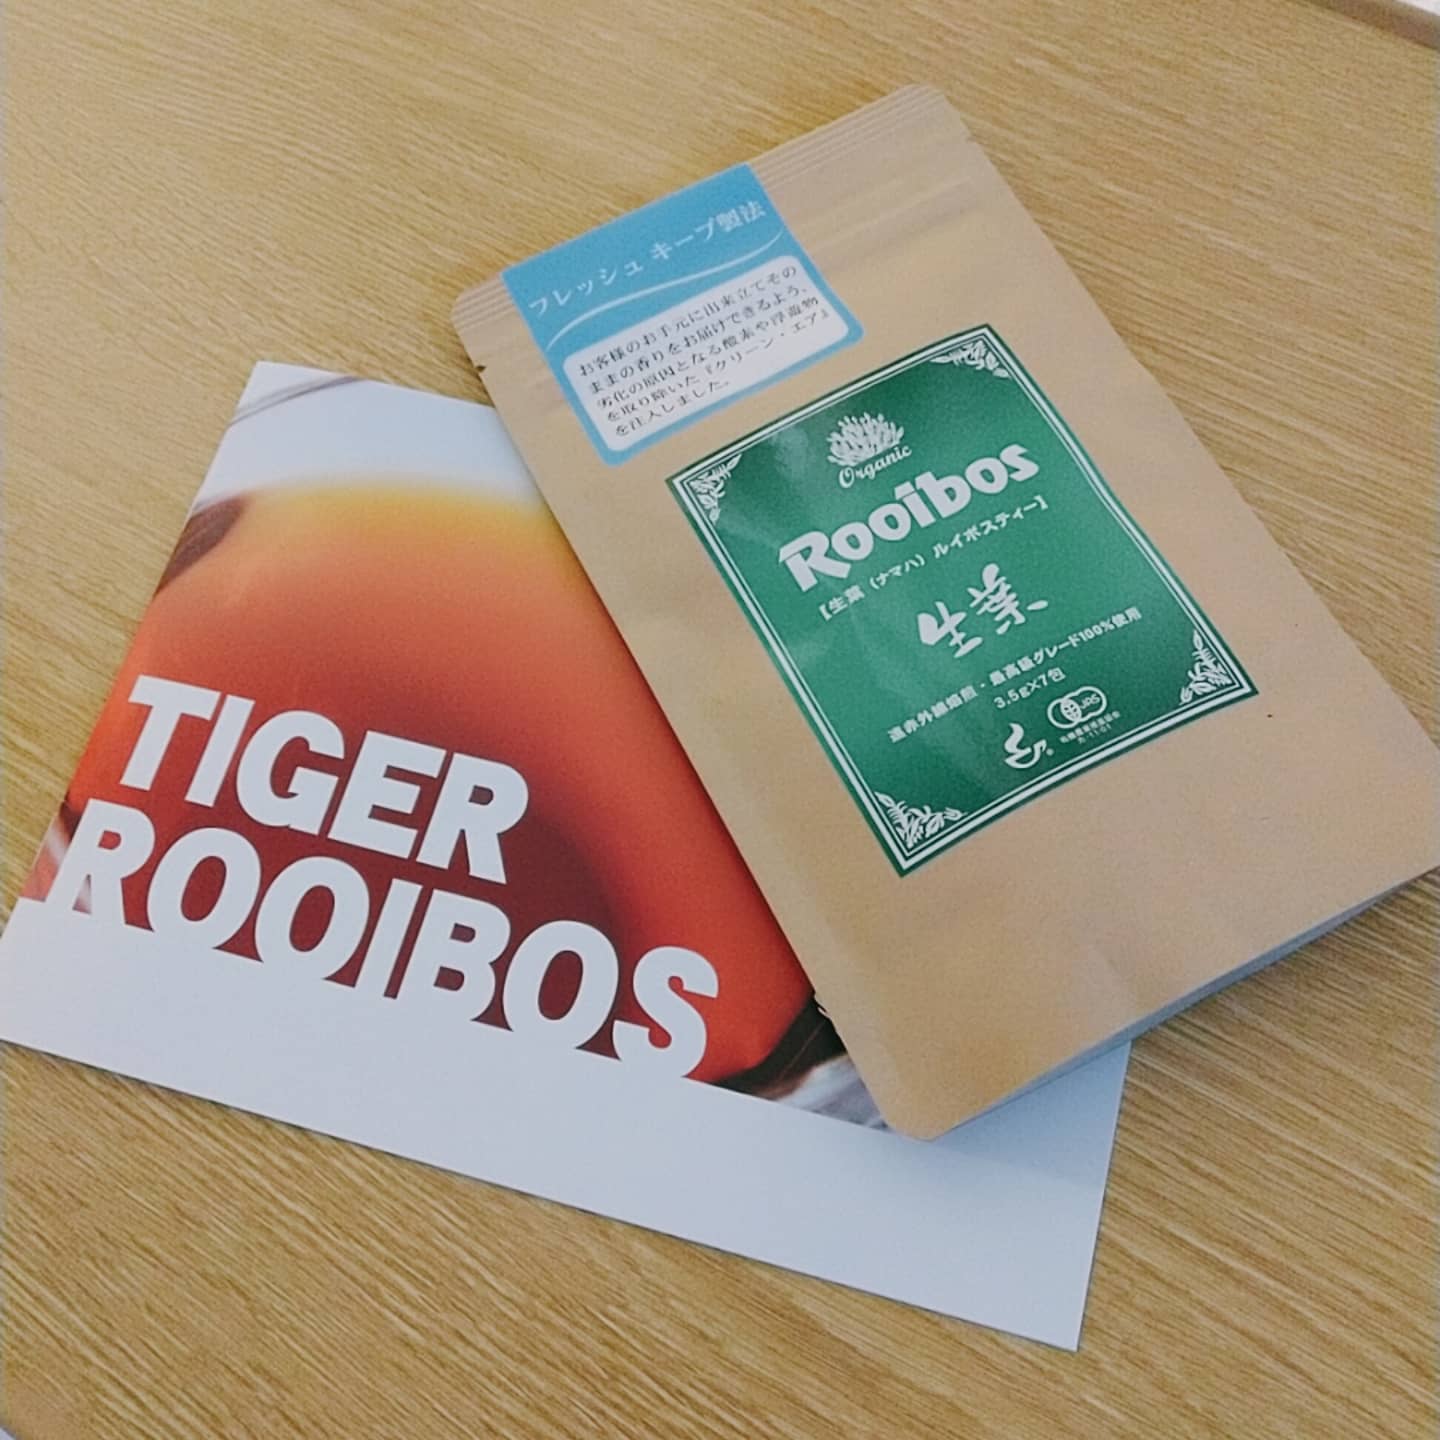 フレッシュ キープ製法
お客様のお手元に出来立てその
ままの香りをお届けできるよう、
劣化の原因となる酸素や浮遊物
を取り除いた『クリーン・エア』
を注入しました。
Organic
Rooibos
【生葉（ナマハ）ルイボスティー】
生葉
遠赤外線焙煎・最高級グレード100%使用
3.5g×7包
JAS
TIGER
ROOIBOS